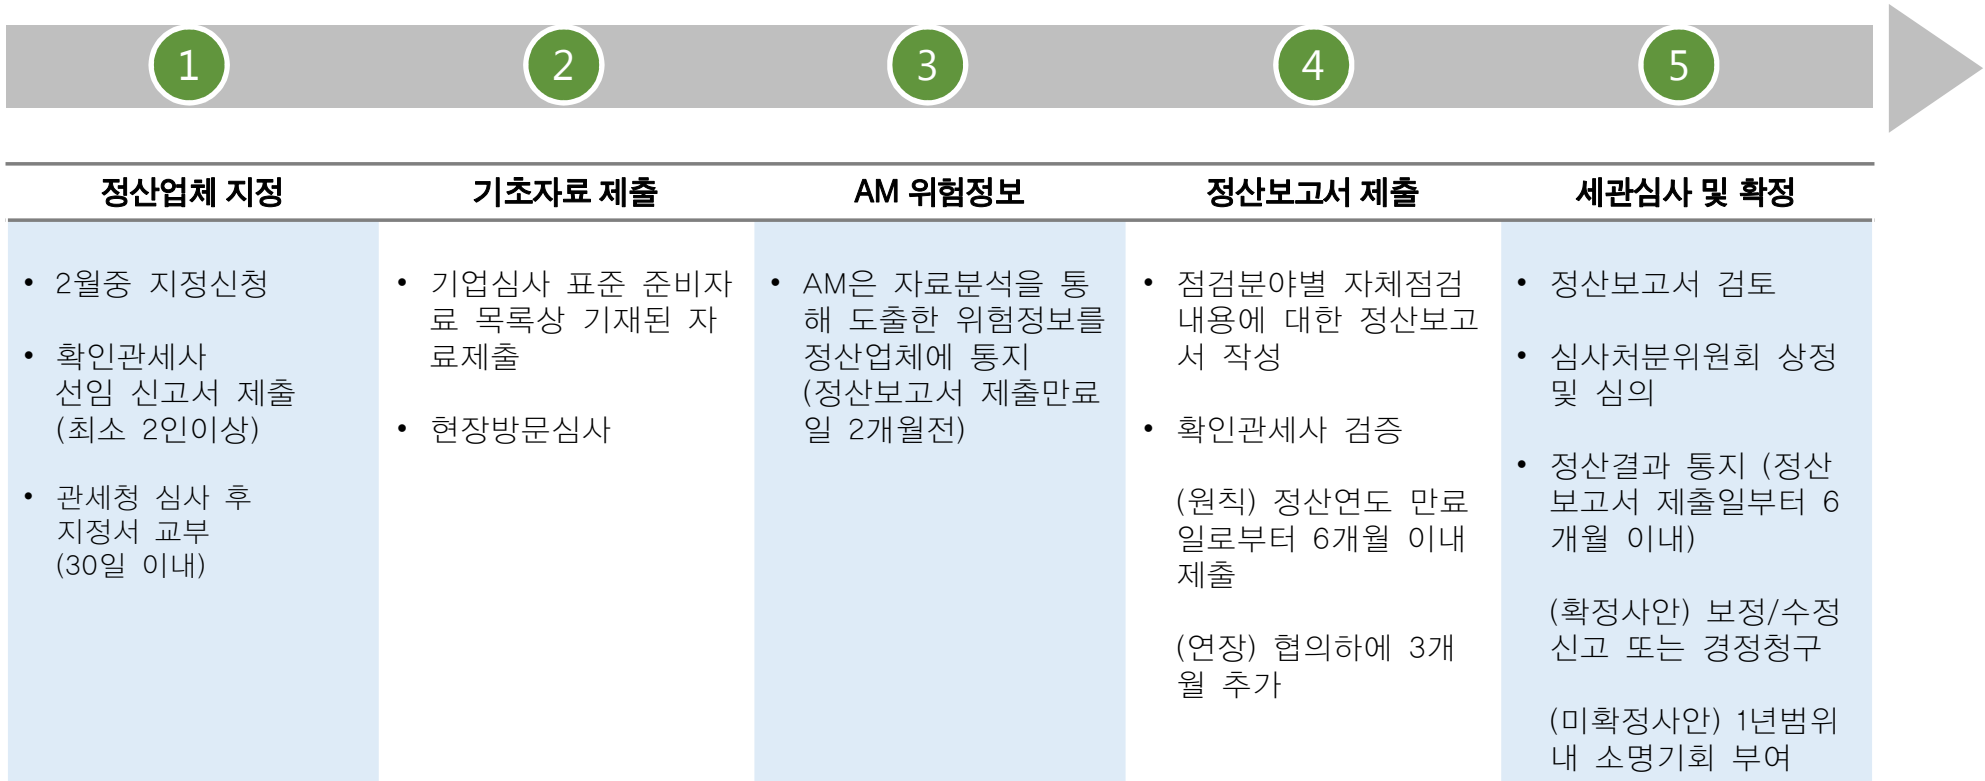 1
2
3
4
5
정산업체 지정
기초자료 제출
AM 위험정보
정산보고서 제출
세관심사 및 확정
• 2월중 지정신청
• 확인관세사
선임 신고서 제출
(최소 2인이상)
• 관세청 심사 후
지정서 교부
(30일 이내)
• 기업심사 표준 준비자
료 목록상 기재된 자
료제출
• 현장방문심사
• AM은 자료분석을 통
해 도출한 위험정보를
정산업체에 통지
(정산보고서 제출만료
일 2개월전)
• 점검분야별 자체점검
내용에 대한 정산보고
서 작성
• 확인관세사 검증
(원칙) 정산연도 만료
일로부터 6개월 이내
제출
(연장) 협의하에 3개
월 추가
• 정산보고서 검토
• 심사처분위원회 상정
및 심의
• 정산결과 통지 (정산
보고서 제출일부터 6
개월 이내)
(확정사안) 보정/수정
신고 또는 경정청구
(미확정사안) 1년범위
내 소명기회 부여